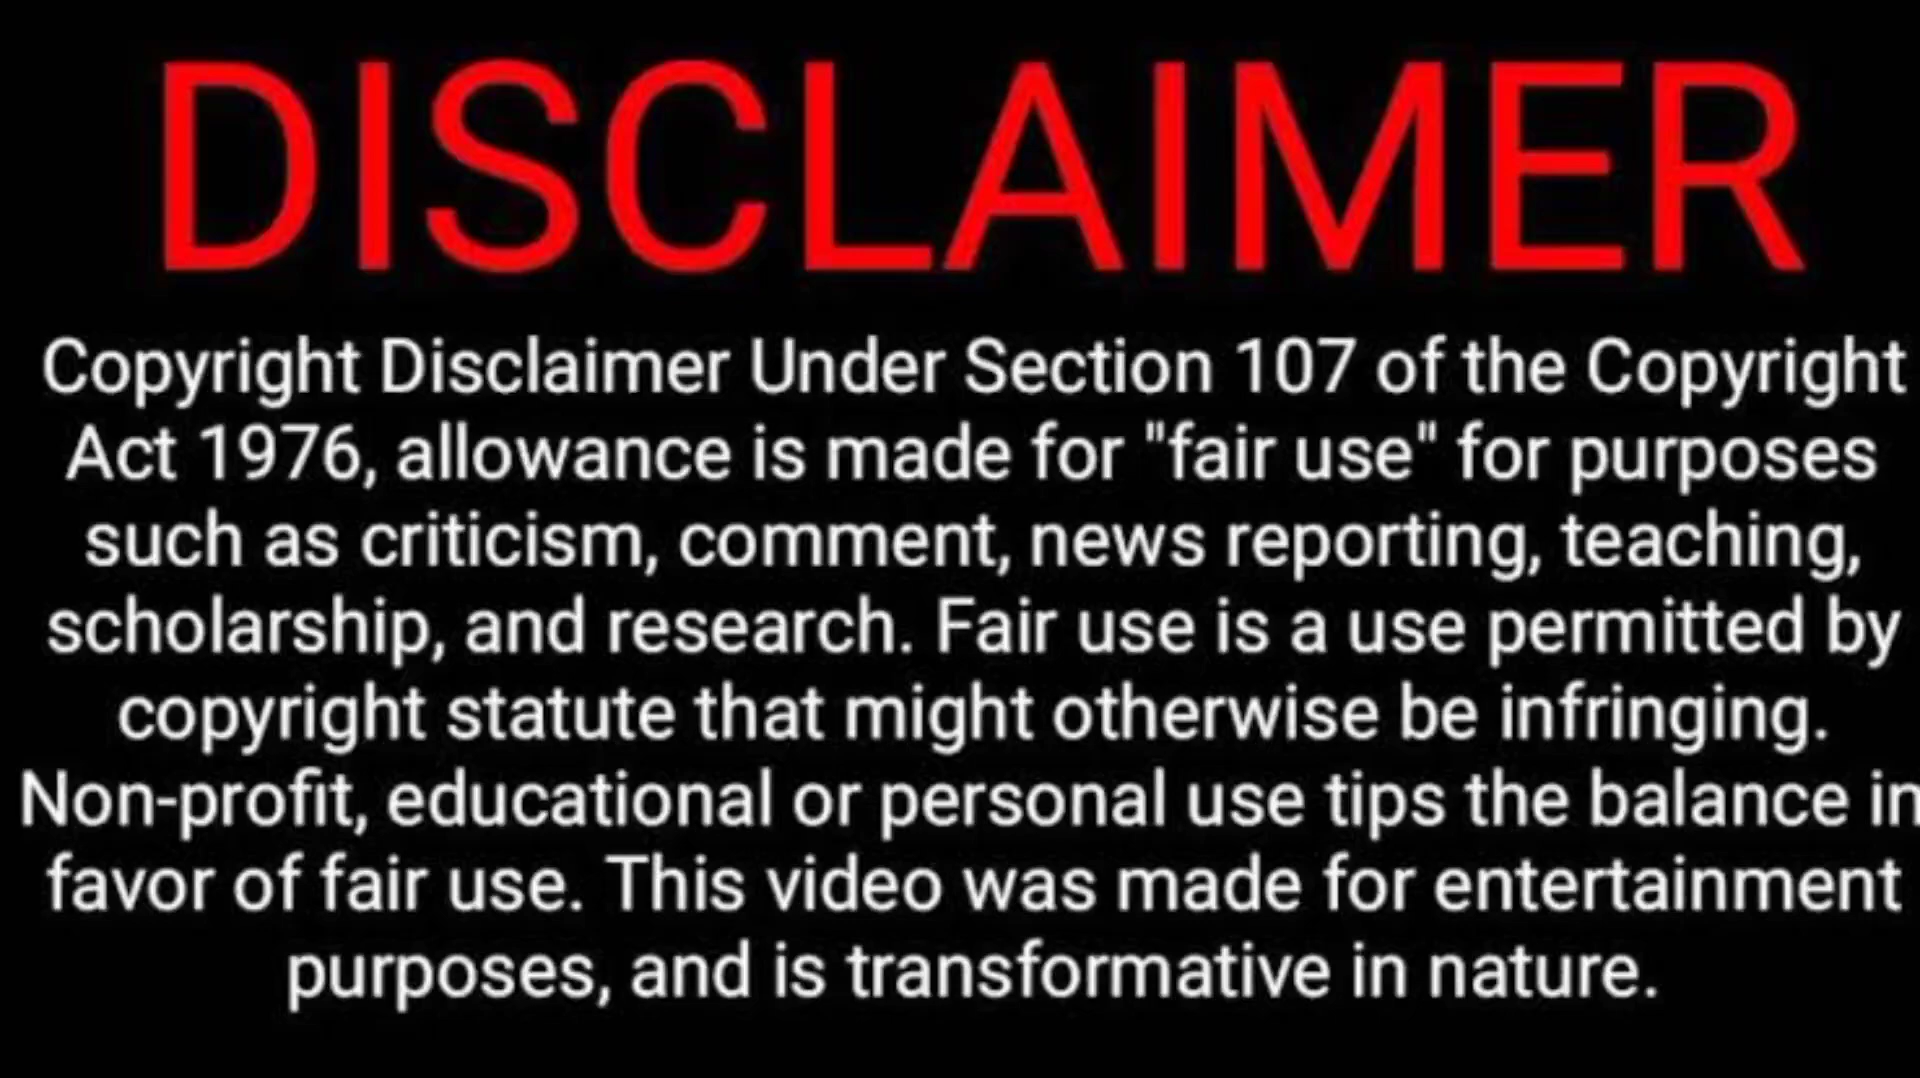 DISCLAIMER
Copyright Disclaimer Under Section 107 of the Copyright
Act 1976, allowance is made for "fair use" for purposes
such as criticism, comment, news reporting, teaching,
scholarship, and research. Fair use is a use permitted by
copyright statute that might otherwise be infringing.
Non-profit, educational or personal use tips the balance in
favor of fair use. This video was made for entertainment
purposes, and is transformative in nature.